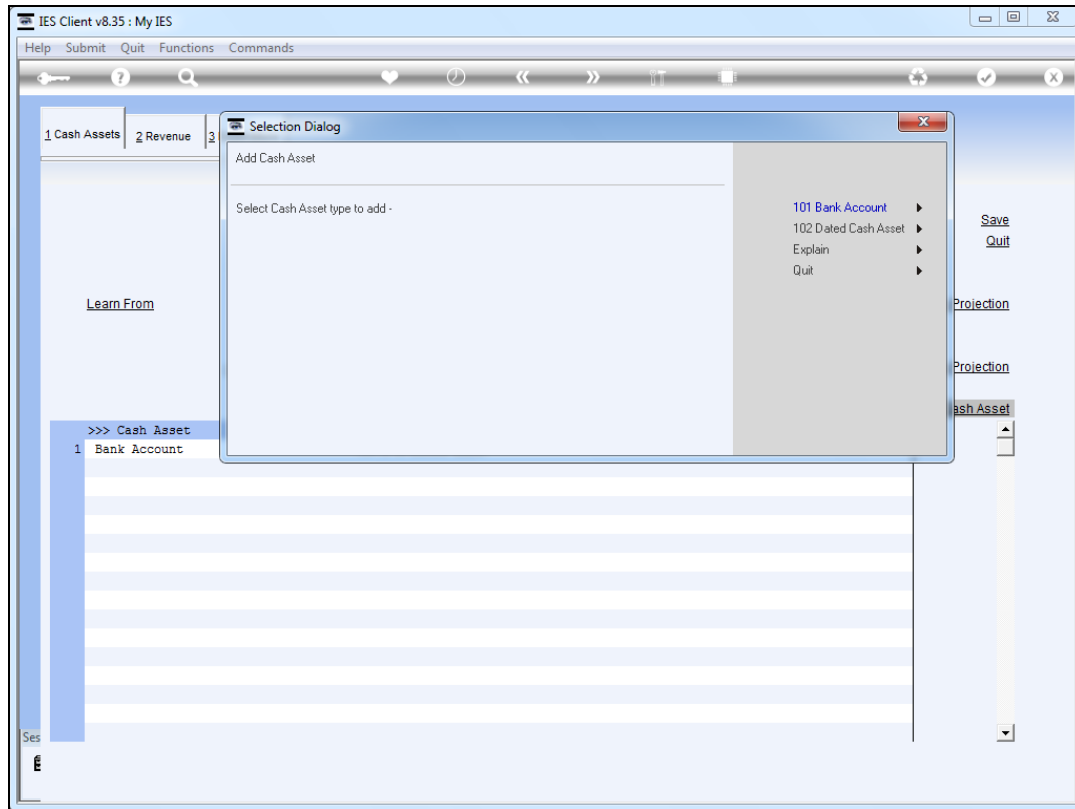 IES Client v8.35 : My IES
Help Submit Quit Functions Commands
1 Cash Assets 2 Revenue 3
Selection Dialog
Add Cash Asset
Select Cash Asset type to add -
101 Bank Account
102 Dated Cash Asset
Explain
Quit
Save
Quit
Learn From
Projection
Projection
ash Asset
>>> Cash Asset
1 Bank Account
Ses